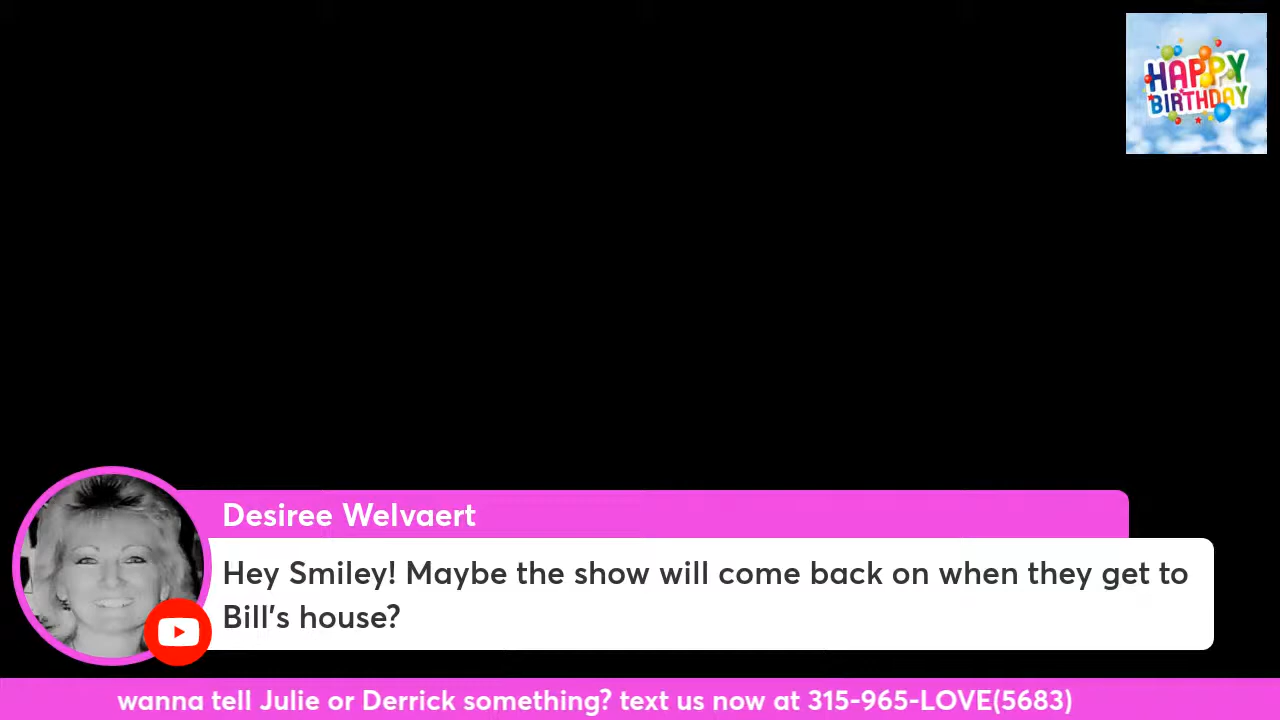 HAPPY
BIRTHDAY
Desiree Welvaert
Hey Smiley! Maybe the show will come back on when they get to
Bill's house?
wanna tell Julie or Derrick something? text us now at 315-965-LOVE(5683)